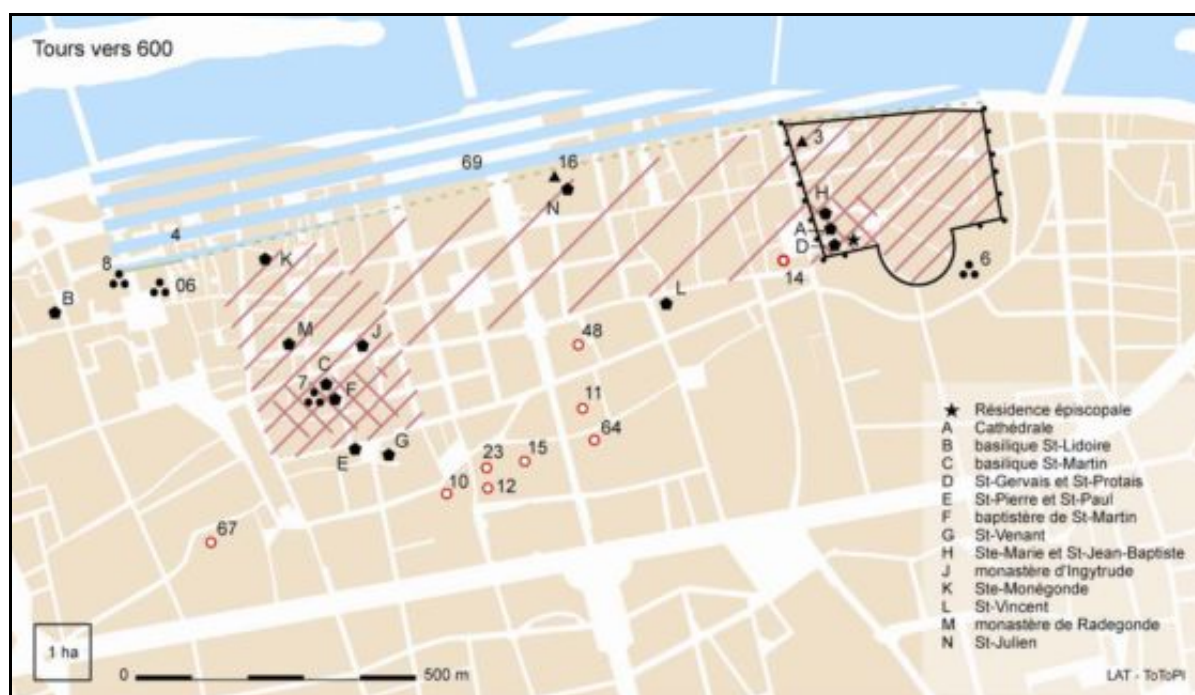 Tours vers 600
3
69
16
N
H
A
D
4
K
8
06
B
14
6
L
M
J
48
C
7
F
11
64
E
G
23
15
10
12
67
★ Résidence épiscopale
A Cathédrale
B basilique St-Lidoire
C basilique St-Martin
D St-Gervais et St-Protais
E St-Pierre et St-Paul
F baptistère de St-Martin
G St-Venant
H Ste-Marie et St-Jean-Baptiste
J monastère d'Ingytrude
K Ste-Monégonde
L St-Vincent
M monastère de Radegonde
N St-Julien
1 ha
0 500 m
LAT - ToToPI